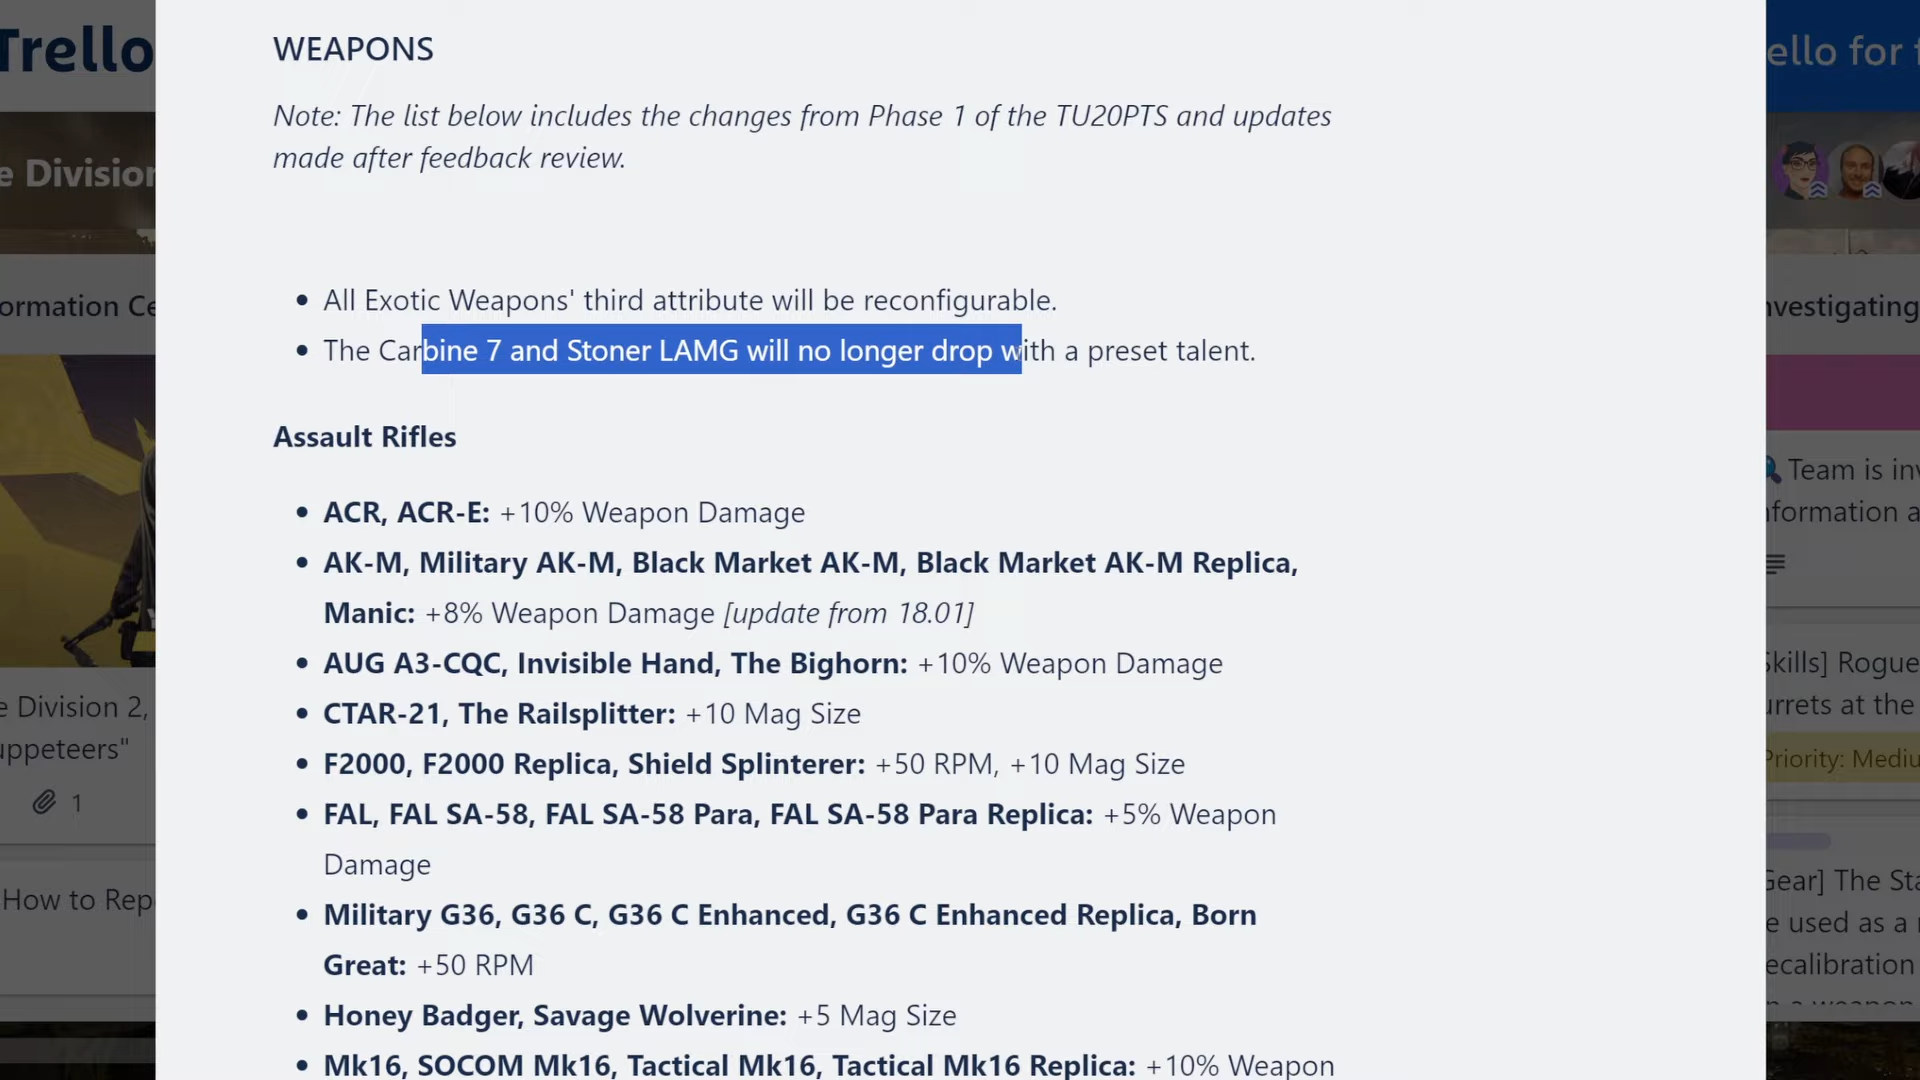 Trello
ello for f
WEAPONS
Note: The list below includes the changes from Phase 1 of the TU20PTS and updates
made after feedback review.
e Division
ormation Ce
nvestigating
• All Exotic Weapons' third attribute will be reconfigurable.
• The Carbine 7 and Stoner LAMG will no longer drop with a preset talent.
Assault Rifles
• ACR, ACR-E: +10% Weapon Damage
• AK-M, Military AK-M, Black Market AK-M, Black Market AK-M Replica,
Manic: +8% Weapon Damage [update from 18.01]
• AUG A3-CQC, Invisible Hand, The Bighorn: +10% Weapon Damage
• CTAR-21, The Railsplitter: +10 Mag Size
• F2000, F2000 Replica, Shield Splinterer: +50 RPM, +10 Mag Size
• FAL, FAL SA-58, FAL SA-58 Para, FAL SA-58 Para Replica: +5% Weapon
Damage
• Military G36, G36 C, G36 C Enhanced, G36 C Enhanced Replica, Born
Great: +50 RPM
• Honey Badger, Savage Wolverine: +5 Mag Size
• Mk16, SOCOM Mk16, Tactical Mk16, Tactical Mk16 Replica: +10% Weapon
e Division 2,
uppeteers"
1
How to Rep
Team is inv
nformation a
Skills] Rogue
urrets at the
Priority: Mediu
Gear] The Sta
e used as a r
ecalibration